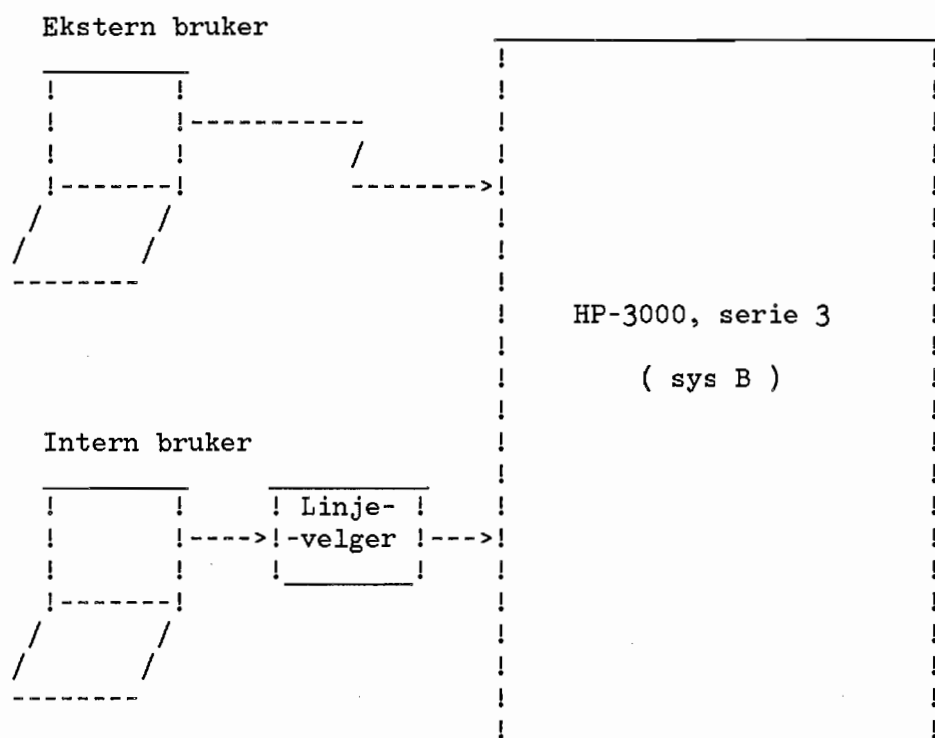 Ekstern bruker
HP-3000, serie 3
( sys B )
Intern bruker
Linje-
-velger